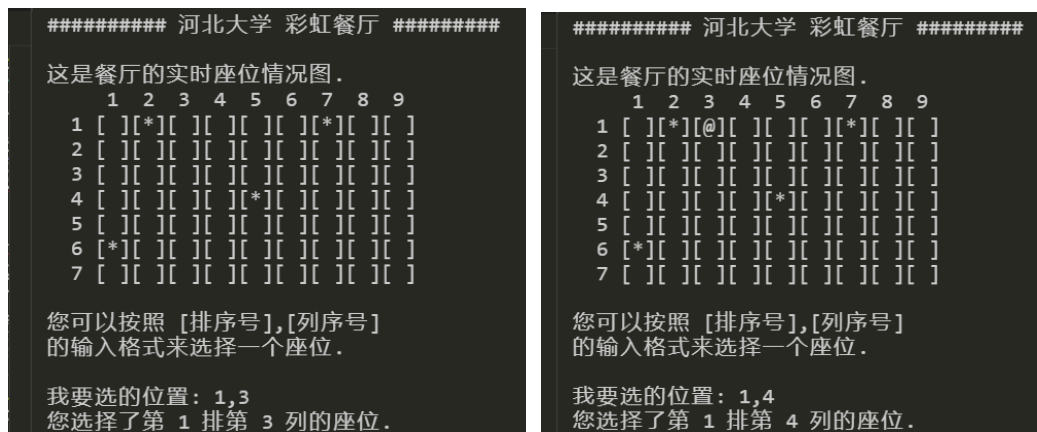 ########## 河北大学 彩虹餐厅 #########
这是餐厅的实时座位情况图.
1 2 3 4 5 6 7 8 9
1 [ ][*][ ][ ][ ][ ][*][ ][ ]
2 [ ][ ][ ][ ][ ][ ][ ][ ][ ]
3 [ ][ ][ ][ ][ ][ ][ ][ ][ ]
4 [ ][ ][ ][ ][*][ ][ ][ ][ ]
5 [ ][ ][ ][ ][ ][ ][ ][ ][ ]
6 [*][ ][ ][ ][ ][ ][ ][ ][ ]
7 [ ][ ][ ][ ][ ][ ][ ][ ][ ]
您可以按照 [排序号],[列序号]
的输入格式来选择一个座位.
我要选的位置: 1,3
您选择了第 1 排第 3 列的座位.
########## 河北大学 彩虹餐厅 #########
这是餐厅的实时座位情况图.
1 2 3 4 5 6 7 8 9
1 [ ][*][@][ ][ ][ ][*][ ][ ]
2 [ ][ ][ ][ ][ ][ ][ ][ ][ ]
3 [ ][ ][ ][ ][ ][ ][ ][ ][ ]
4 [ ][ ][ ][ ][*][ ][ ][ ][ ]
5 [ ][ ][ ][ ][ ][ ][ ][ ][ ]
6 [*][ ][ ][ ][ ][ ][ ][ ][ ]
7 [ ][ ][ ][ ][ ][ ][ ][ ][ ]
您可以按照 [排序号],[列序号]
的输入格式来选择一个座位.
我要选的位置: 1,4
您选择了第 1 排第 4 列的座位.